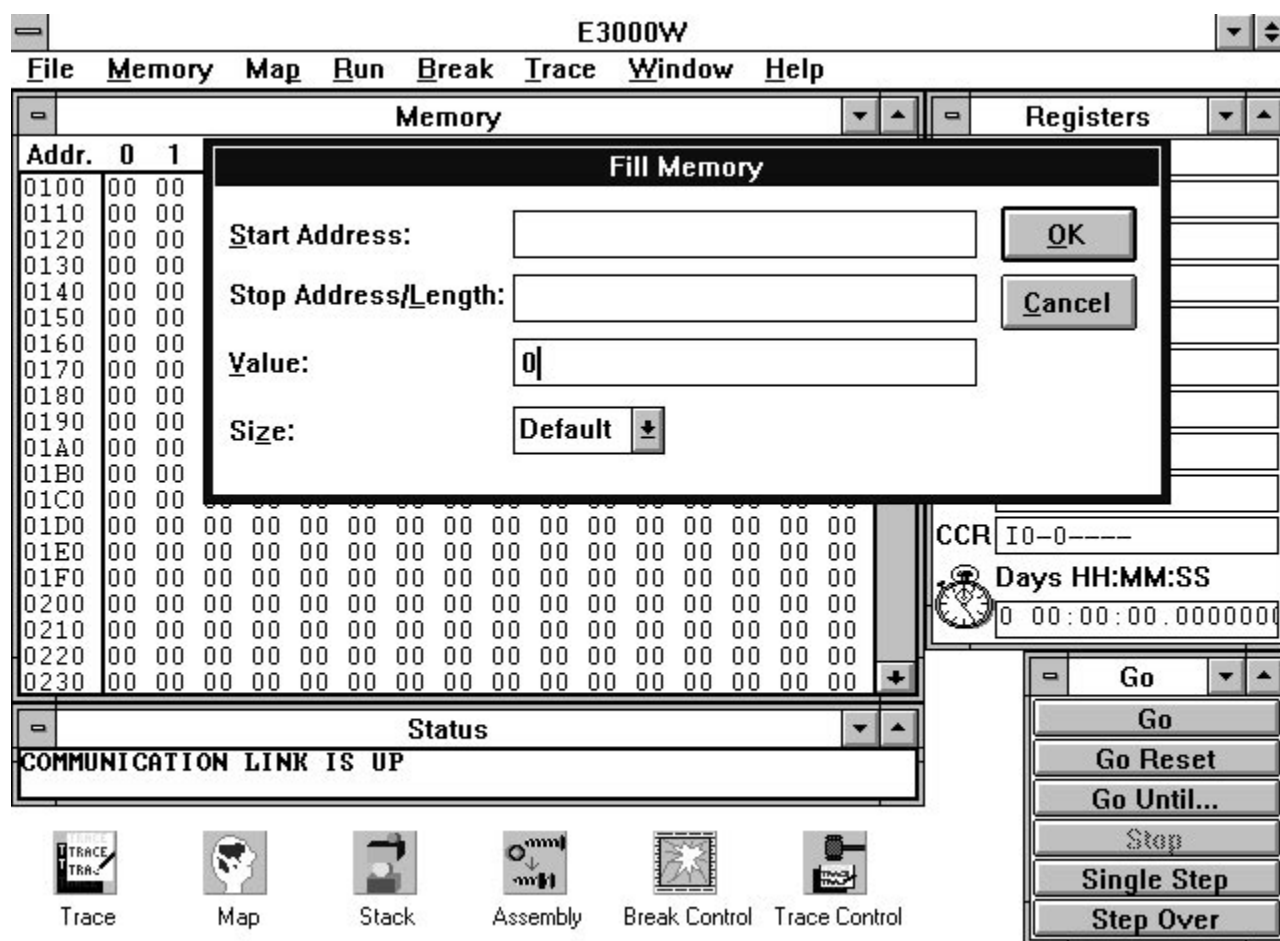 E3000W
File Memory Map Run Break Trace Window Help
Memory
Registers
Addr. 0 1
Fill Memory
0100 00 00
0110 00 00
0120 00 00
0130 00 00
0140 00 00
0150 00 00
0160 00 00
0170 00 00
0180 00 00
0190 00 00
01A0 00 00
01B0 00 00
01C0 00 00
Start Address:
OK
Stop Address/Length:
Cancel
Value: 0
Size: Default
01D0 00 00 00 00 00 00 00 00 00 00 00 00 00 00 00 00
01E0 00 00 00 00 00 00 00 00 00 00 00 00 00 00 00 00
01F0 00 00 00 00 00 00 00 00 00 00 00 00 00 00 00 00
0200 00 00 00 00 00 00 00 00 00 00 00 00 00 00 00 00
0210 00 00 00 00 00 00 00 00 00 00 00 00 00 00 00 00
0220 00 00 00 00 00 00 00 00 00 00 00 00 00 00 00 00
0230 00 00 00 00 00 00 00 00 00 00 00 00 00 00 00 00
CCR I0-0----
Days HH:MM:SS
0 00:00:00.000000
Status
COMMUNICATION LINK IS UP
Go
Go
Go Reset
Go Until...
Stop
Single Step
Step Over
TRACE
Trace
Map
Stack
Assembly
Break Control
Trace Control